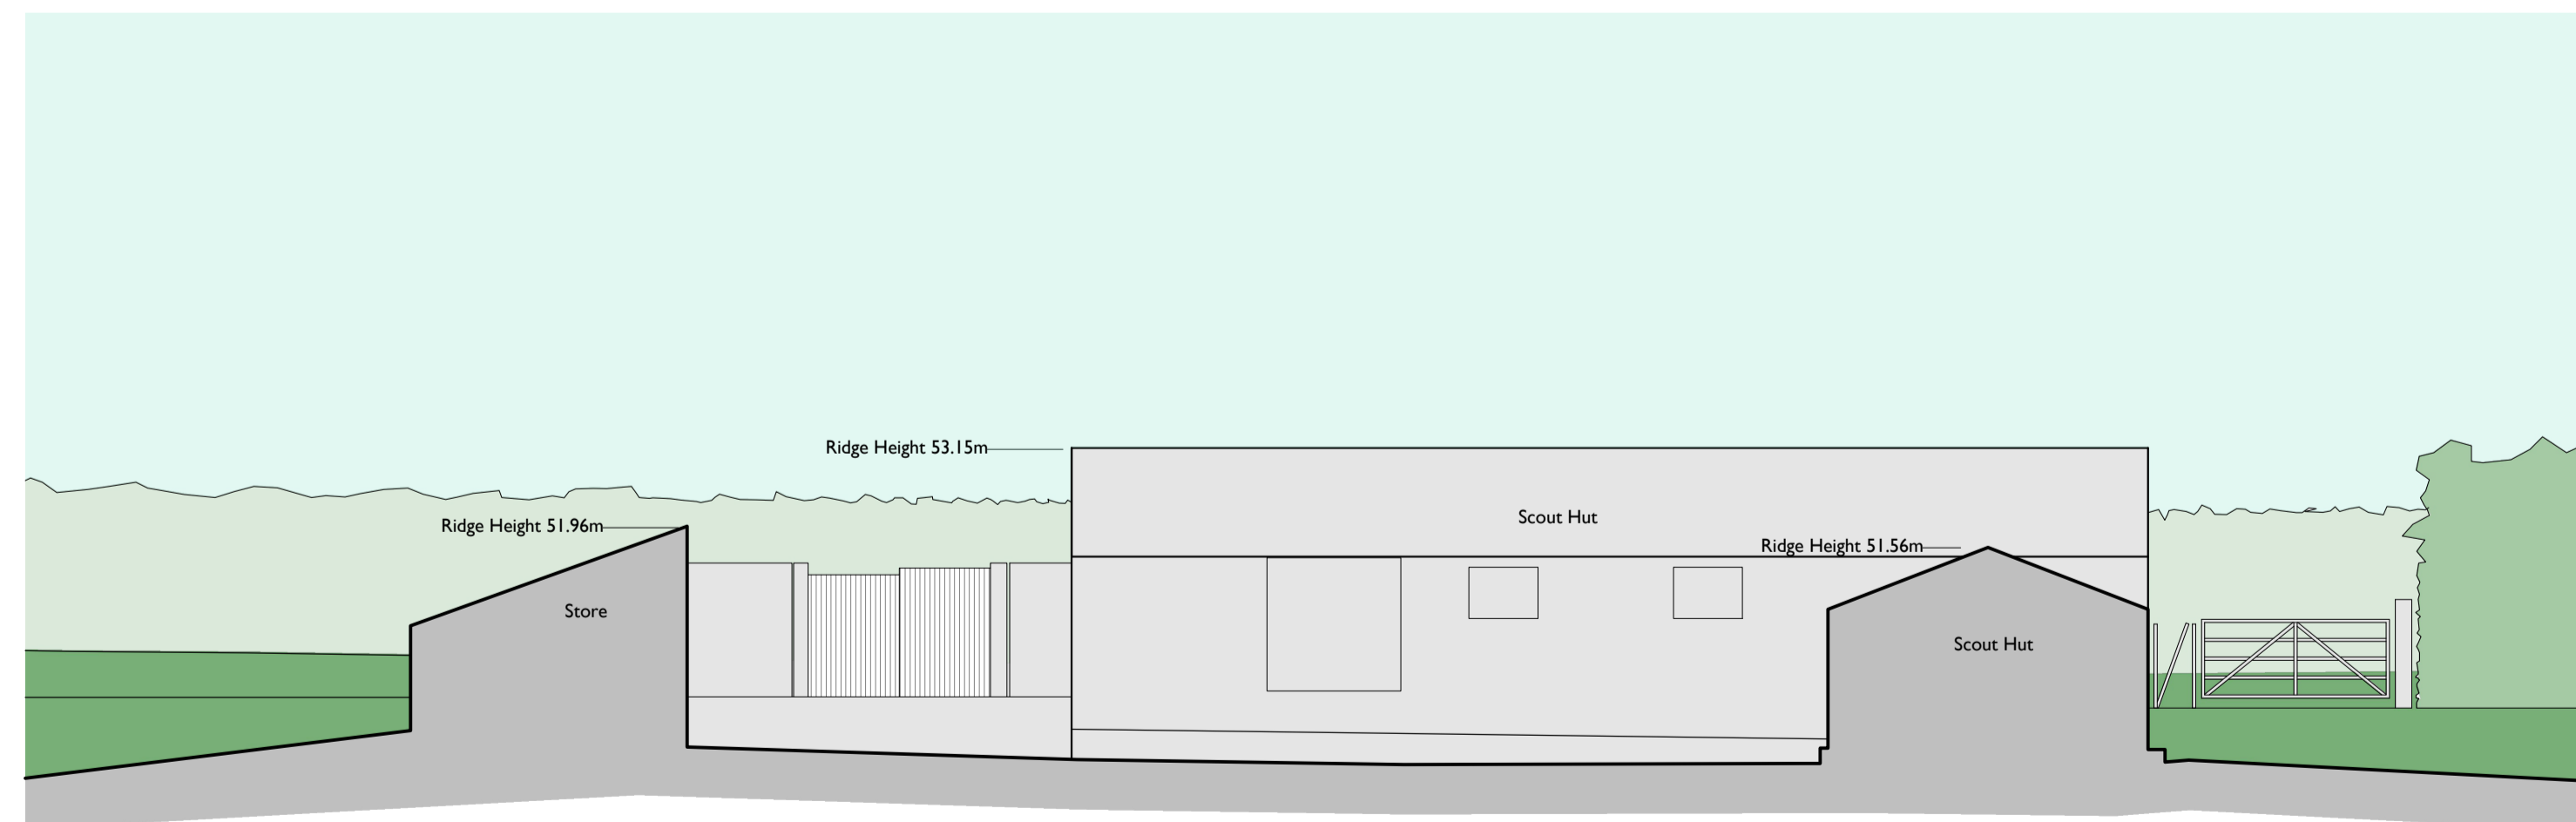 Ridge Height 53.15m
Scout Hut
Ridge Height 51.96m
Ridge Height 51.56m
Store
Scout Hut